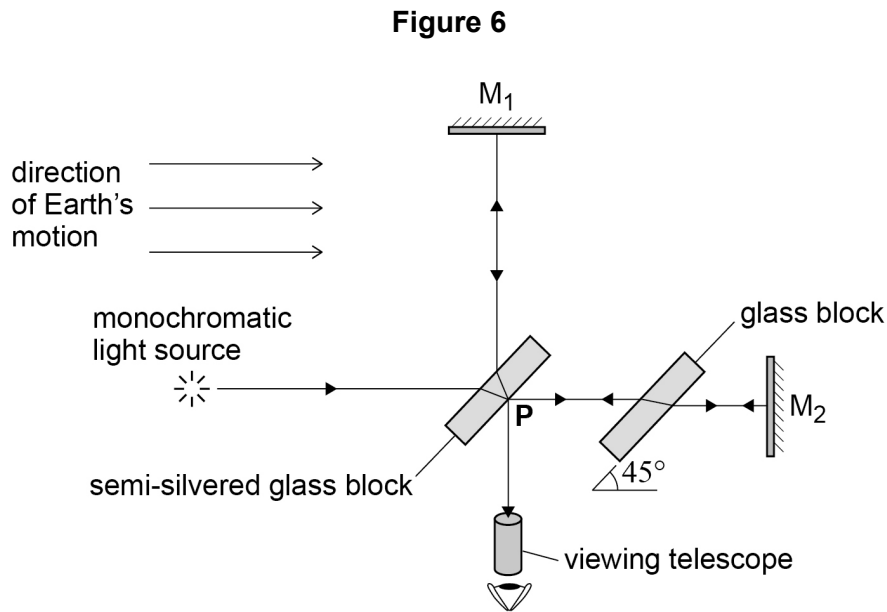 Figure 6
M₁
direction
of Earth's
motion
monochromatic
light source
glass block
P
M₂
45°
semi-silvered glass block
viewing telescope